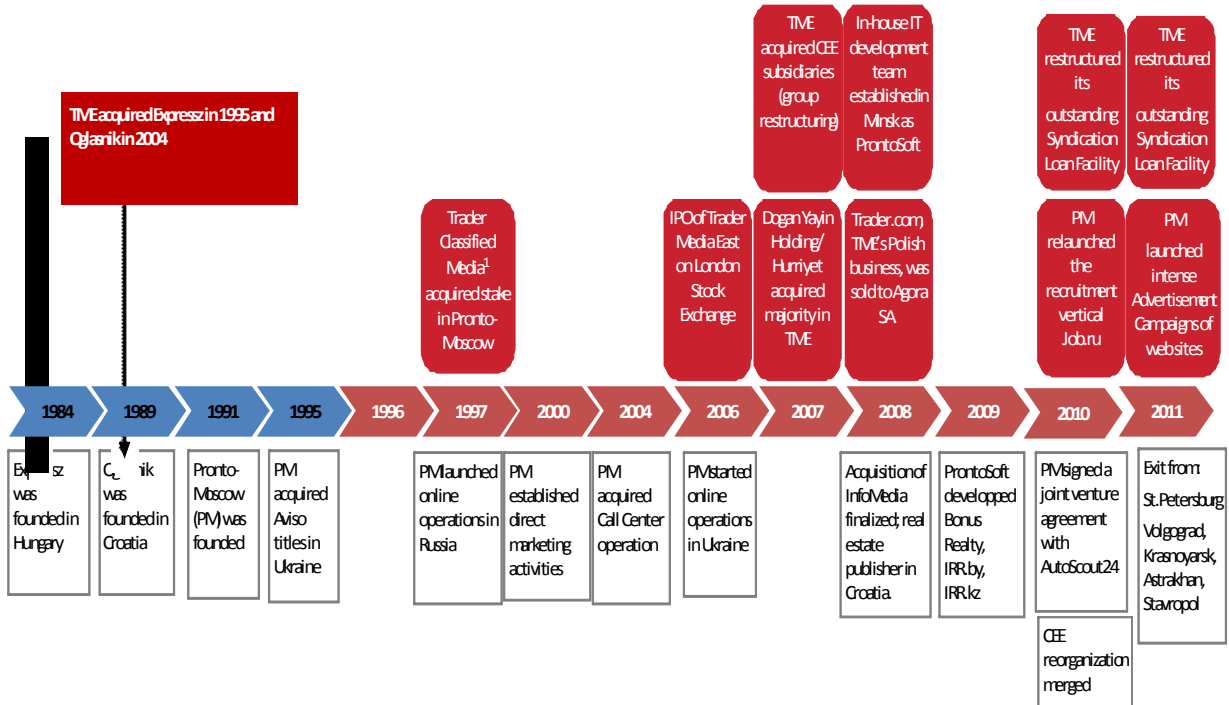 TME acquired Expressz in 1995 and
Oglasnik in 2004
TME
acquired CEE
subsidiaries
(group
restructuring)
In-house IT
development
team
established in
Minsk as
ProntoSoft
TME
restructured
its
outstanding
Syndication
Loan Facility
TME
restructured
its
outstanding
Syndication
Loan Facility
Trader
Classified
Media1
acquired stake
in Pronto-
Moscow
IPO of Trader
Media East
on London
Stock
Exchange
Dogan Yayin
Holding/
Hurriyet
acquired
majority in
TME
Trader.com,
TME's Polish
business, was
sold to Agora
SA
PM
relaunched
the
recruitment
vertical
Job.ru
PM
launched
intense
Advertisement
Campaigns of
websites
1984
1989
1991
1995
1996
1997
2000
2004
2006
2007
2008
2009
2010
2011
was
founded in
Hungary
was
founded in
Croatia
Pronto-
Moscow
(PM) was
founded
PM
acquired
Aviso
titles in
Ukraine
PM launched
online
operations in
Russia
PM
established
direct
marketing
activities
PM
acquired
Call Center
operation
PM started
online
operations
in Ukraine
Acquisition of
InfoMedia
finalized; real
estate
publisher in
Croatia.
ProntoSoft
developped
Bonus
Realty,
IRR.by,
IRR.kz
PM signed a
joint venture
agreement
with
AutoScout24
Exit from:
St. Petersburg
Volgograd,
Krasnoyarsk,
Astrakhan,
Stavropol
CEE
reorganization
merged